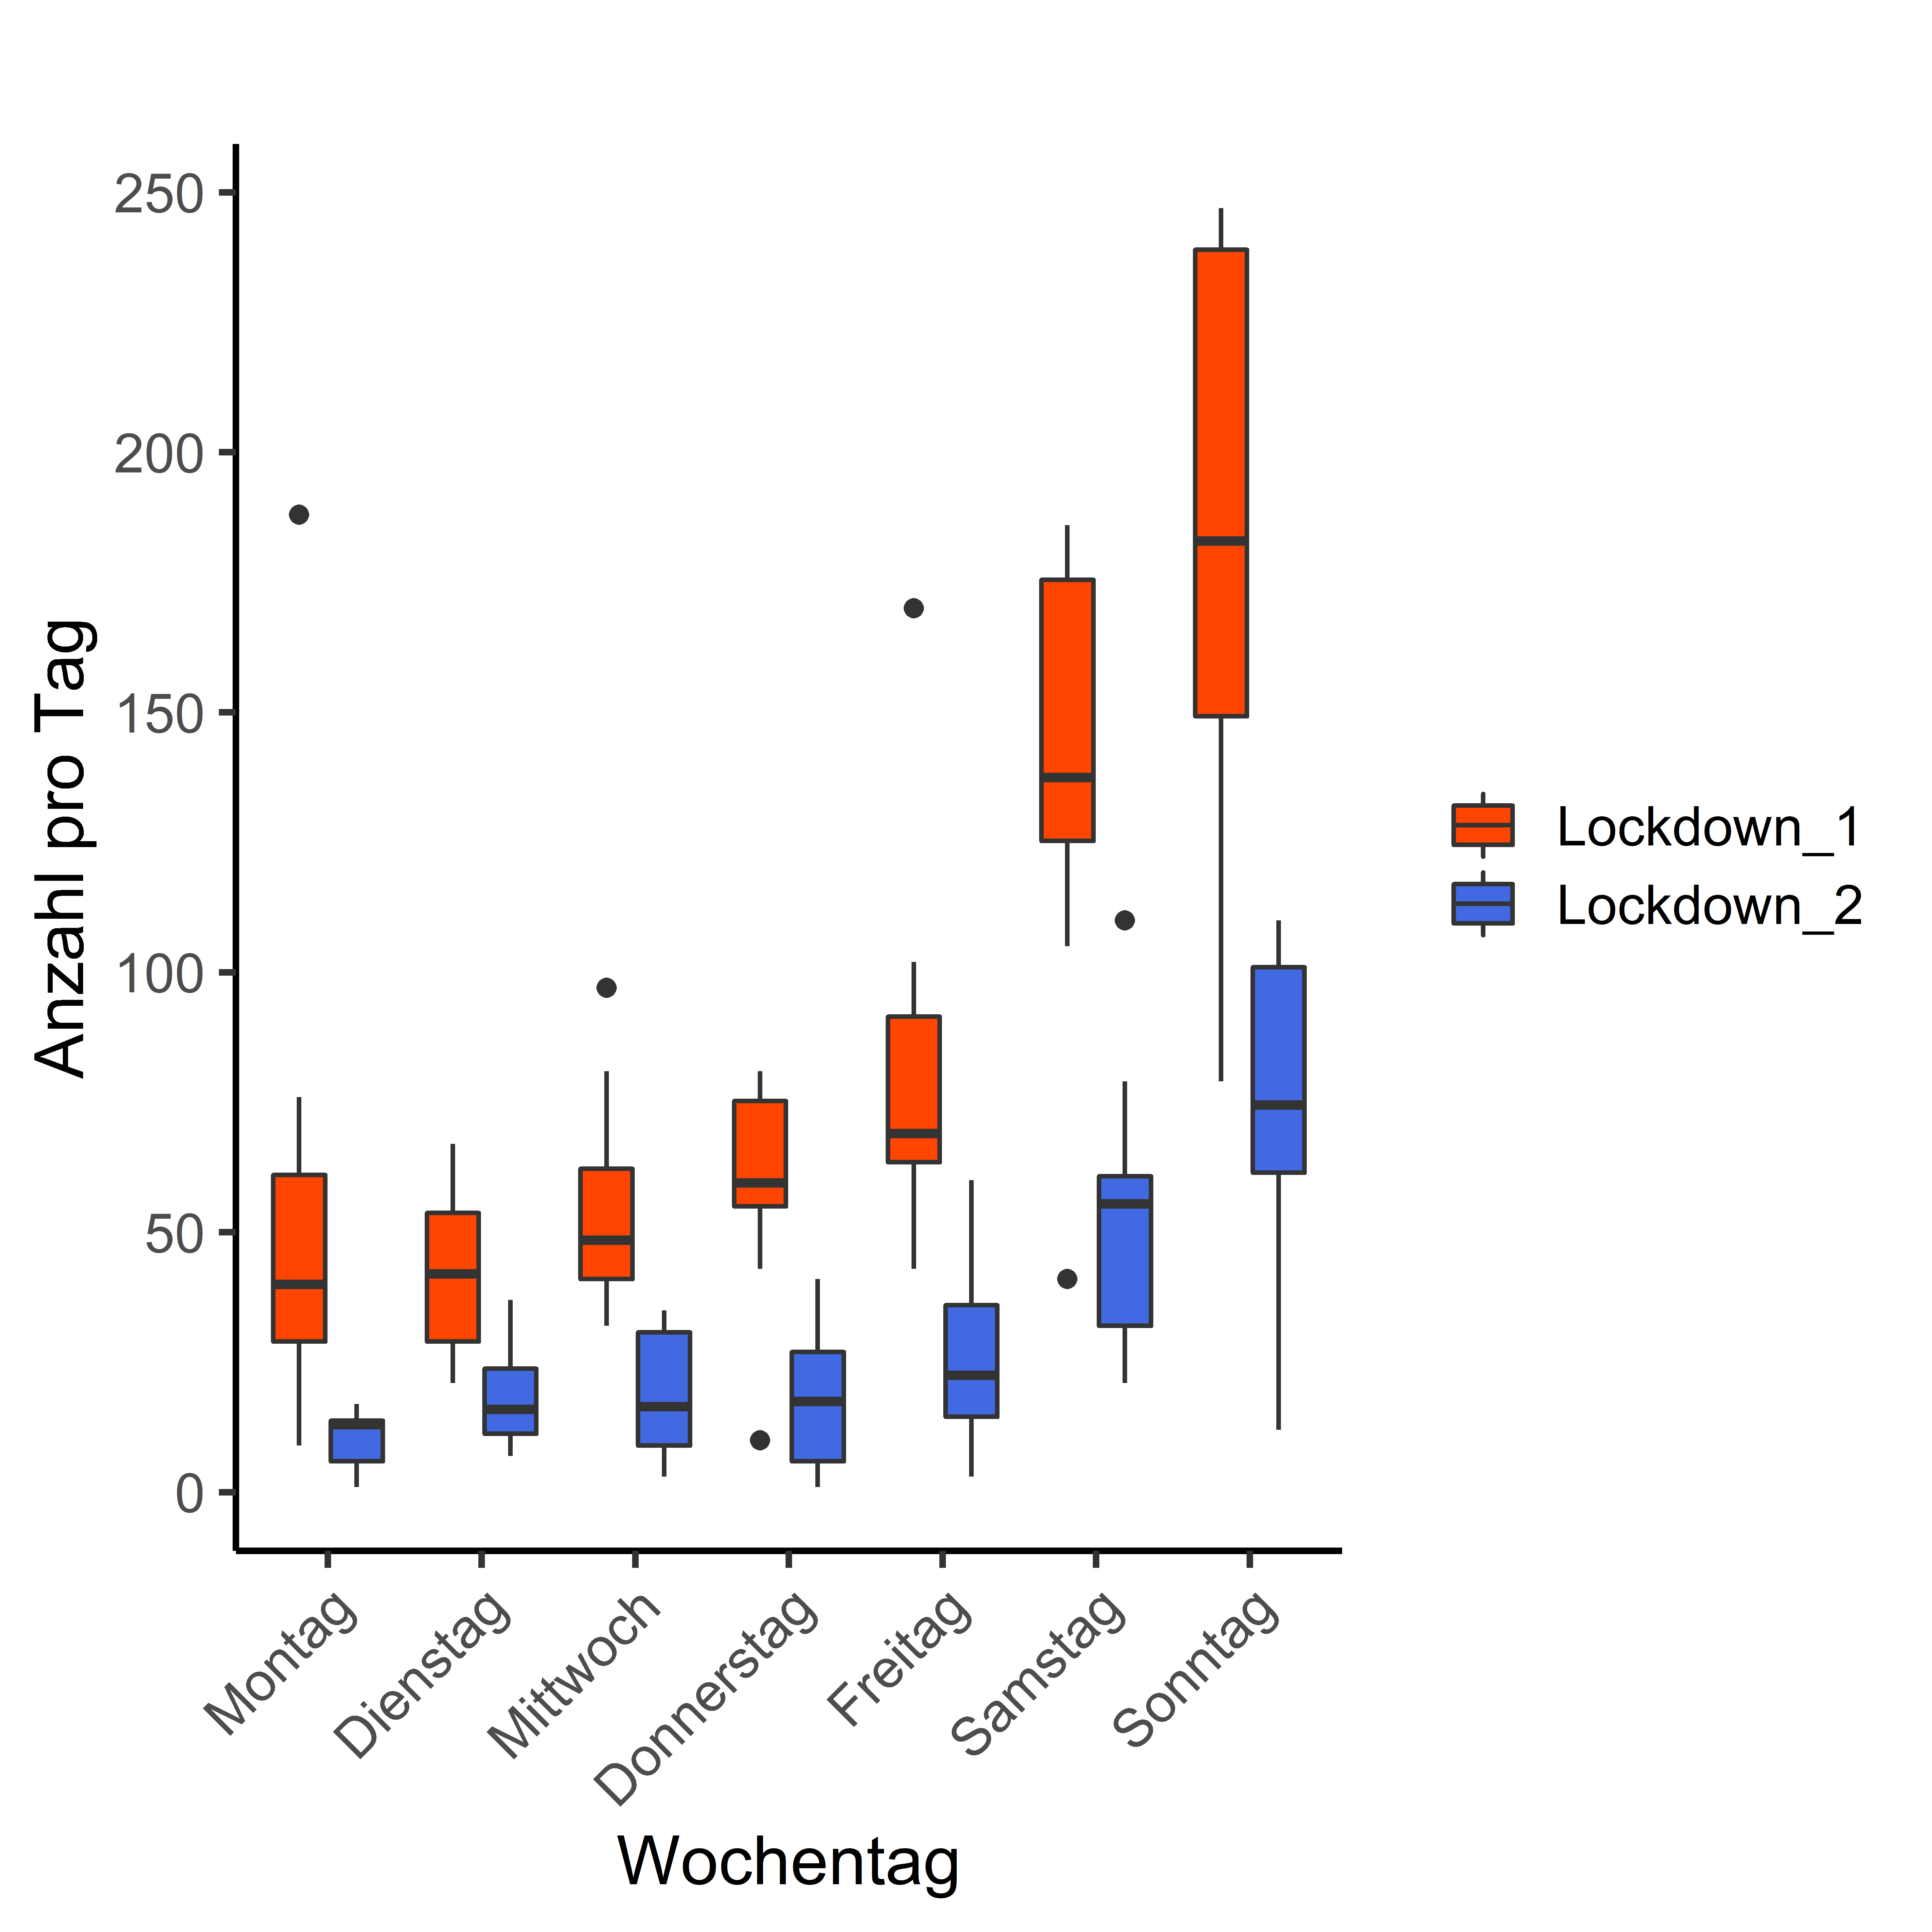 250
200
150
100
50
0
Anzahl pro Tag
Montag
Dienstag
Mittwoch
Donnerstag
Freitag
Samstag
Sonntag
Wochentag
Lockdown_1
Lockdown_2